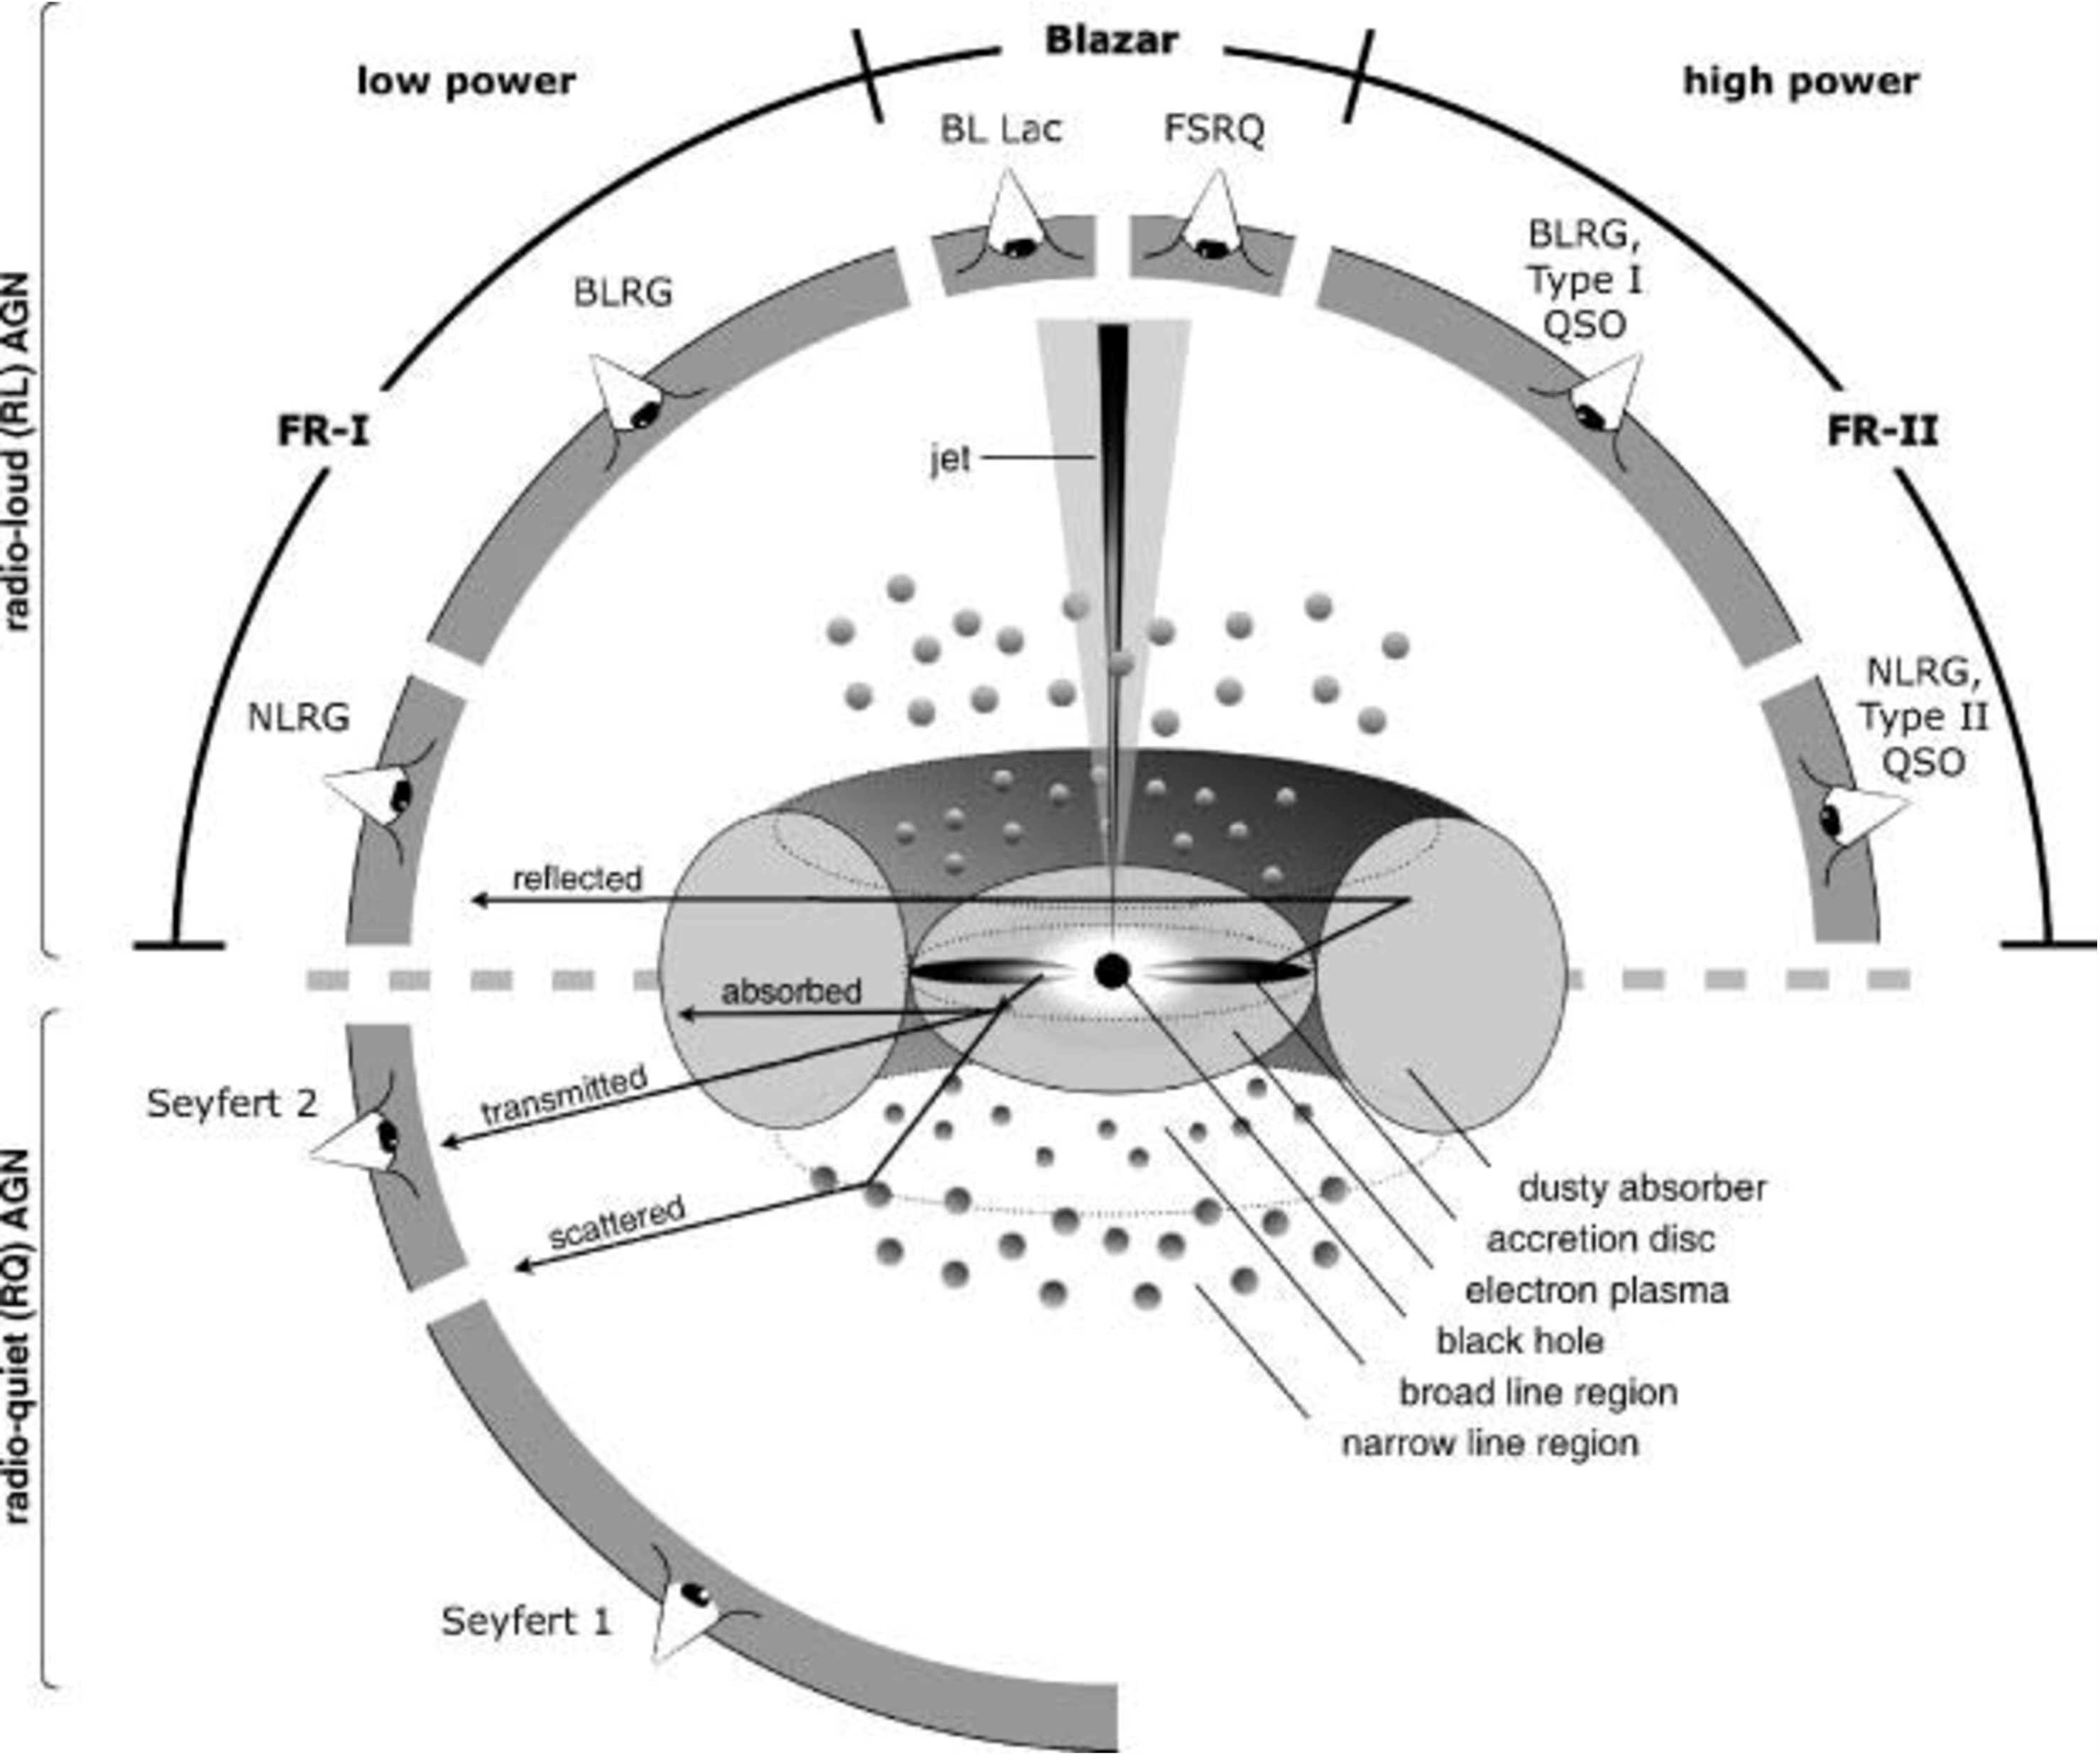 Blazar
low power
high power
BL Lac
FSRQ
BLRG,
Type I
QSO
BLRG
FR-I
FR-II
jet
radio-loud (RL) AGN
NLRG
NLRG,
Type II
QSO
reflected
absorbed
transmitted
scattered
Seyfert 2
dusty absorber
accretion disc
electron plasma
black hole
broad line region
narrow line region
radio-quiet (RQ) AGN
Seyfert 1